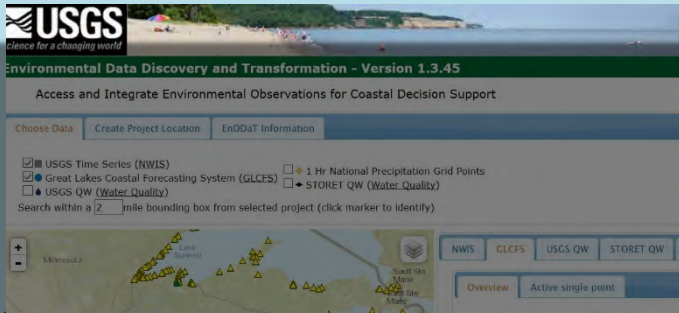 USGS
science for a changing world
Environmental Data Discovery and Transformation - Version 1.3.45
Access and Integrate Environmental Observations for Coastal Decision Support
Choose Data Create Project Location EnDDaT Information
USGS Time Series (NWIS)
Great Lakes Coastal Forecasting System (GLCFS)
USGS QW (Water Quality)
1 Hr National Precipitation Grid Points
STORET QW (Water Quality)
Search within a 2 mile bounding box from selected project (click marker to identify)
+
-
Minnesota
Lake
Superior
Sault Ste
Marie
Sault Ste
Marie
NWIS GLCFS USGS QW STORET QW
Overview Active single point